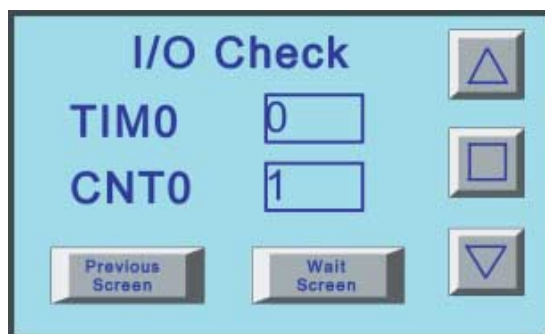 I/O Check
TIM0 0
CNT0 1
Previous
Screen
Wait
Screen